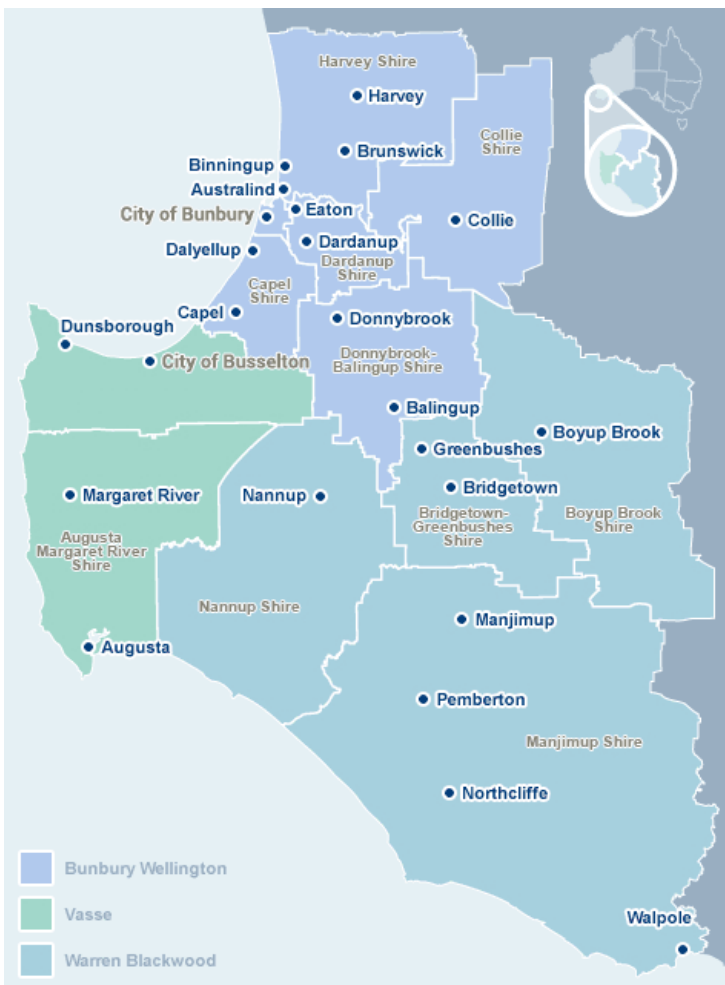 Harvey Shire
Harvey
Collie
Shire
Brunswick
Binningup
Australind
City of Bunbury
Eaton
Collie
Dardanup
Dalyellup
Dardanup
Shire
Capel
Shire
Capel
Donnybrook
Dunsborough
City of Busselton
Donnybrook-
Balingup Shire
Balingup
Boyup Brook
Greenbushes
Margaret River
Nannup
Bridgetown
Bridgetown-
Greenbushes
Shire
Boyup Brook
Shire
Augusta
Margaret River
Shire
Nannup Shire
Manjimup
Augusta
Pemberton
Manjimup Shire
Northcliffe
Bunbury Wellington
Vasse
Walpole
Warren Blackwood